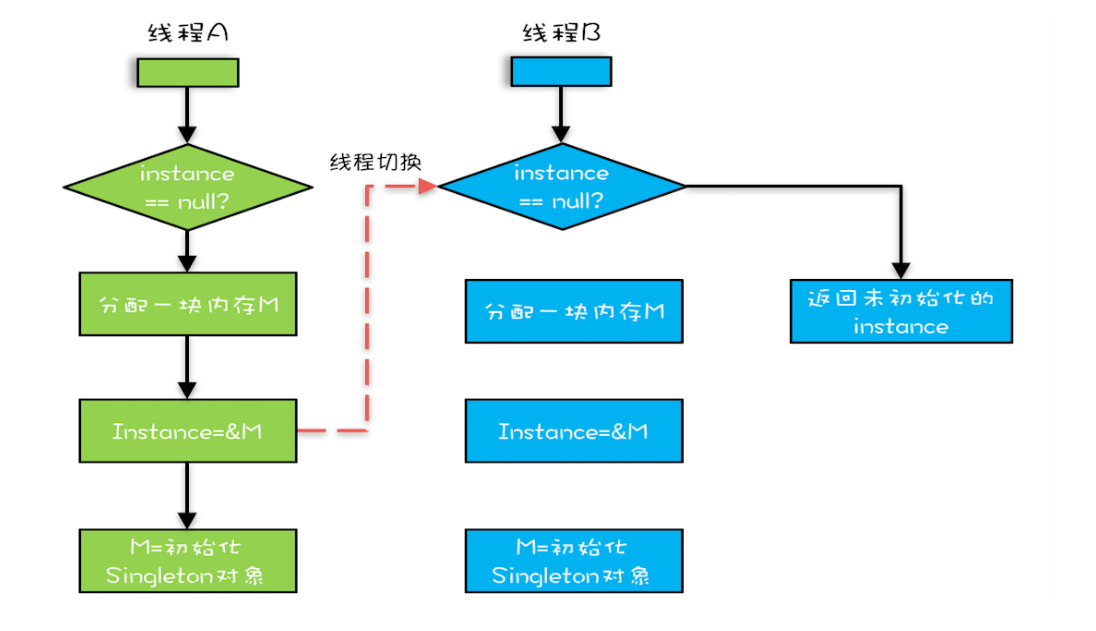 线程A
线程B
instance
== null?
线程切换
instance
== null?
分配一块内存M
分配一块内存M
返回未初始化的
instance
Instance=&M
Instance=&M
M=初始化
Singleton对象
M=初始化
Singleton对象